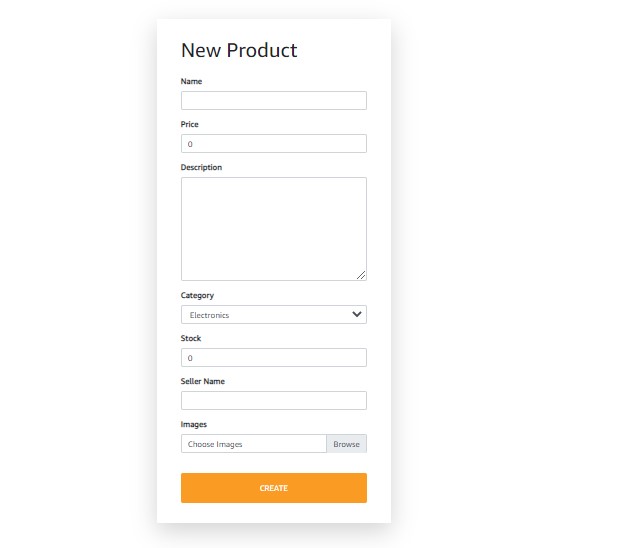 New Product
Name
Price
0
Description
Category
Electronics
Stock
0
Seller Name
Images
Choose Images Browse
CREATE